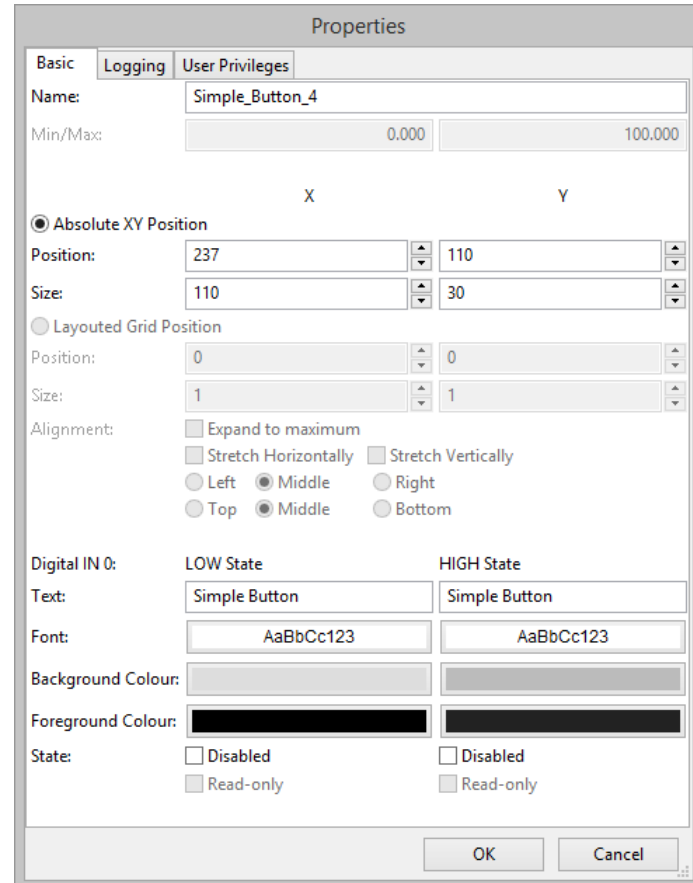 Properties
Basic Logging User Privileges
Name: Simple_Button_4
Min/Max: 0.000 100.000
X Y
Absolute XY Position
Position: 237 110
Size: 110 30
Layouted Grid Position
Position: 0 0
Size: 1 1
Alignment: Expand to maximum
Stretch Horizontally Stretch Vertically
Left Middle Right
Top Middle Bottom
Digital IN 0: LOW State HIGH State
Text: Simple Button Simple Button
Font: AaBbCc123 AaBbCc123
Background Colour:
Foreground Colour:
State: Disabled Disabled
Read-only Read-only
OK Cancel